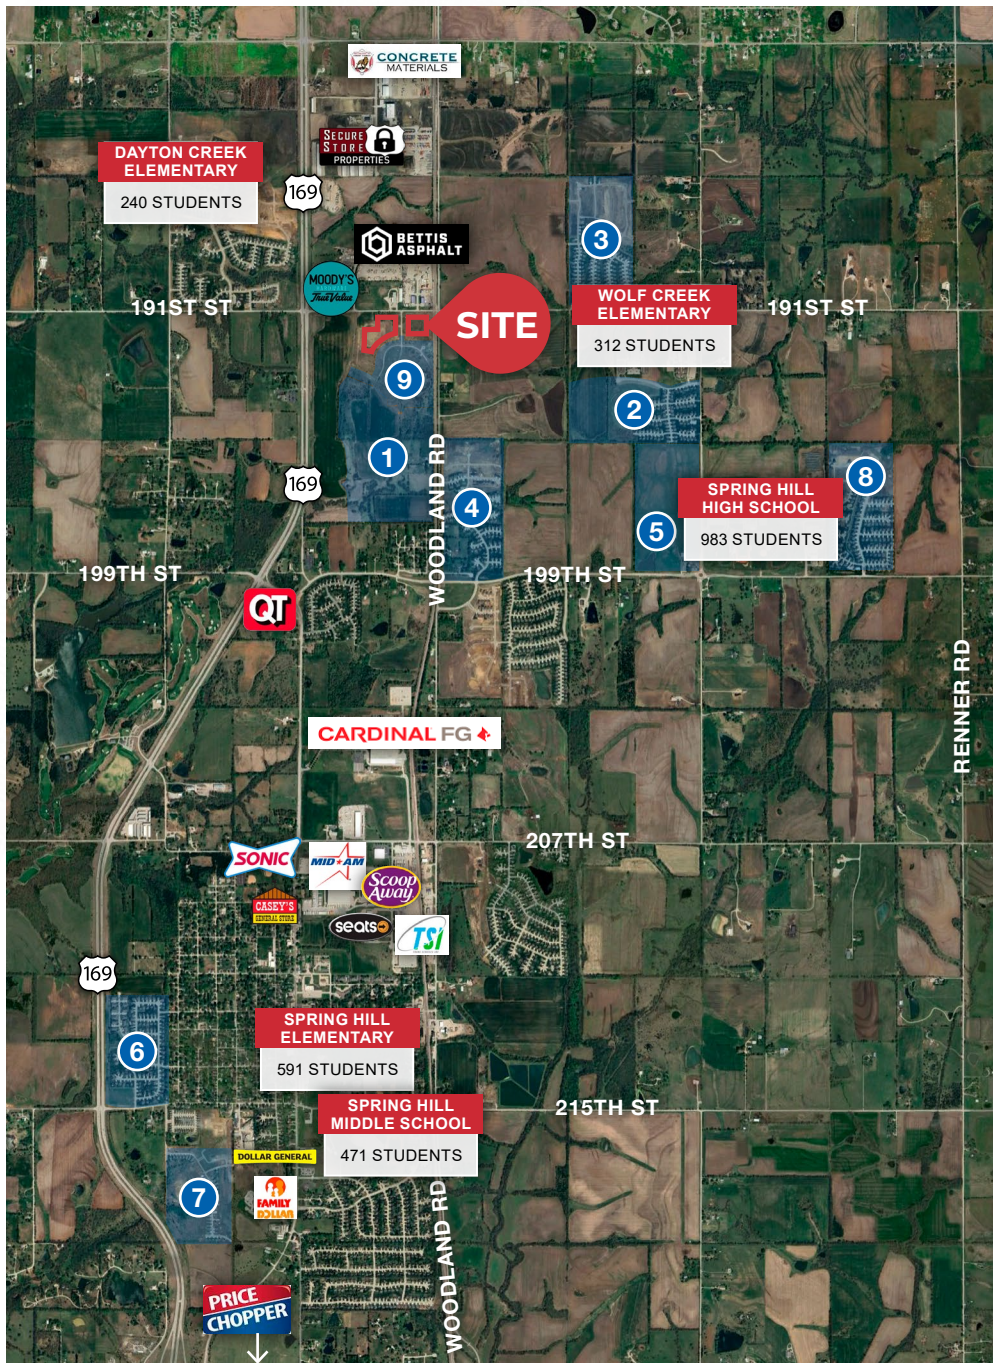 CONCRETE
MATERIALS
SECURE
STORE
PROPERTIES
DAYTON CREEK
ELEMENTARY
240 STUDENTS
169
BETTIS
ASPHALT
3
MOODY'S
HARDWARE
True Value
191ST ST
SITE
WOLF CREEK
ELEMENTARY
312 STUDENTS
191ST ST
9
2
1
WOODLAND RD
169
4
5
SPRING HILL
HIGH SCHOOL
983 STUDENTS
8
199TH ST
199TH ST
QT
RENNER RD
CARDINAL FG
207TH ST
SONIC
MID AM
SCOOP
AWAY
CASEY'S
GENERAL STORE
seats
TSI
169
6
SPRING HILL
ELEMENTARY
591 STUDENTS
SPRING HILL
MIDDLE SCHOOL
471 STUDENTS
215TH ST
DOLLAR GENERAL
7
FAMILY
DOLLAR
WOODLAND RD
PRICE
CHOPPER